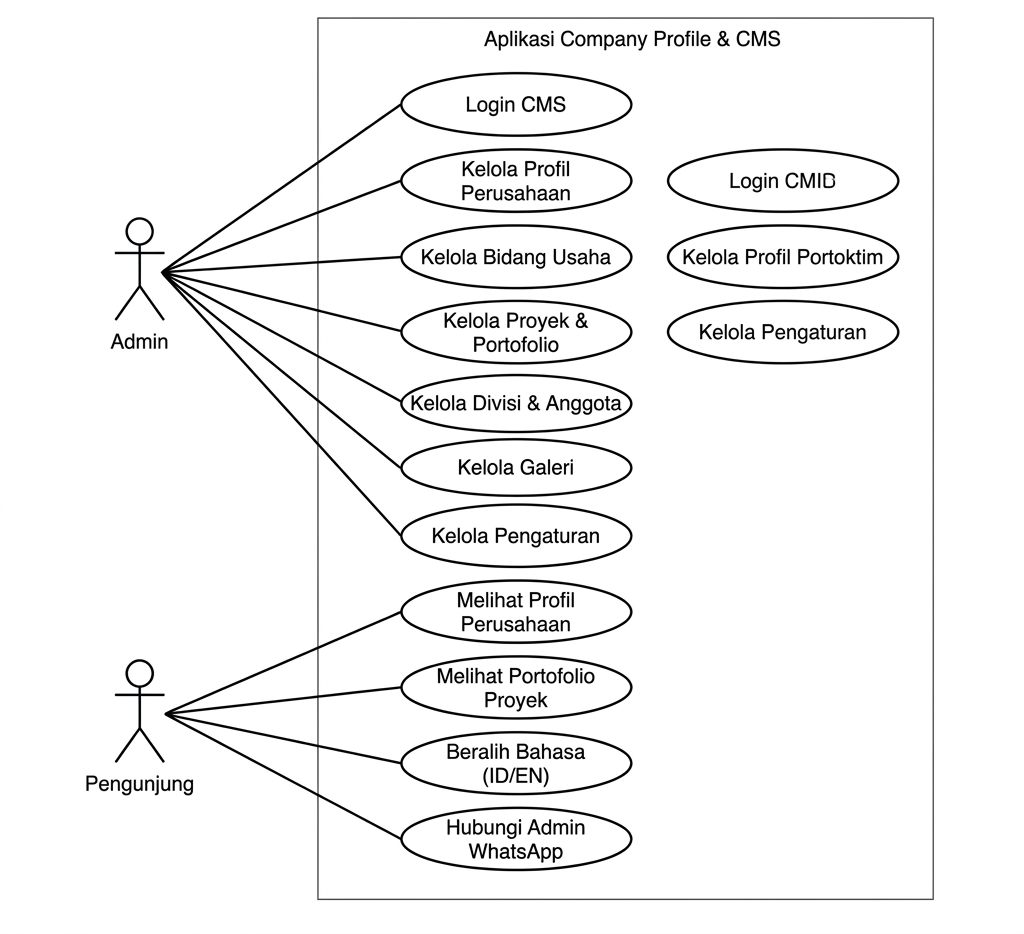 Aplikasi Company Profile & CMS
Login CMS
Kelola Profil
Perusahaan
Login CMID
Kelola Bidang Usaha
Kelola Profil Portoktim
Kelola Proyek &
Portofolio
Kelola Pengaturan
Admin
Kelola Divisi & Anggota
Kelola Galeri
Kelola Pengaturan
Melihat Profil
Perusahaan
Melihat Portofolio
Proyek
Pengunjung
Beralih Bahasa
(ID/EN)
Hubungi Admin
WhatsApp